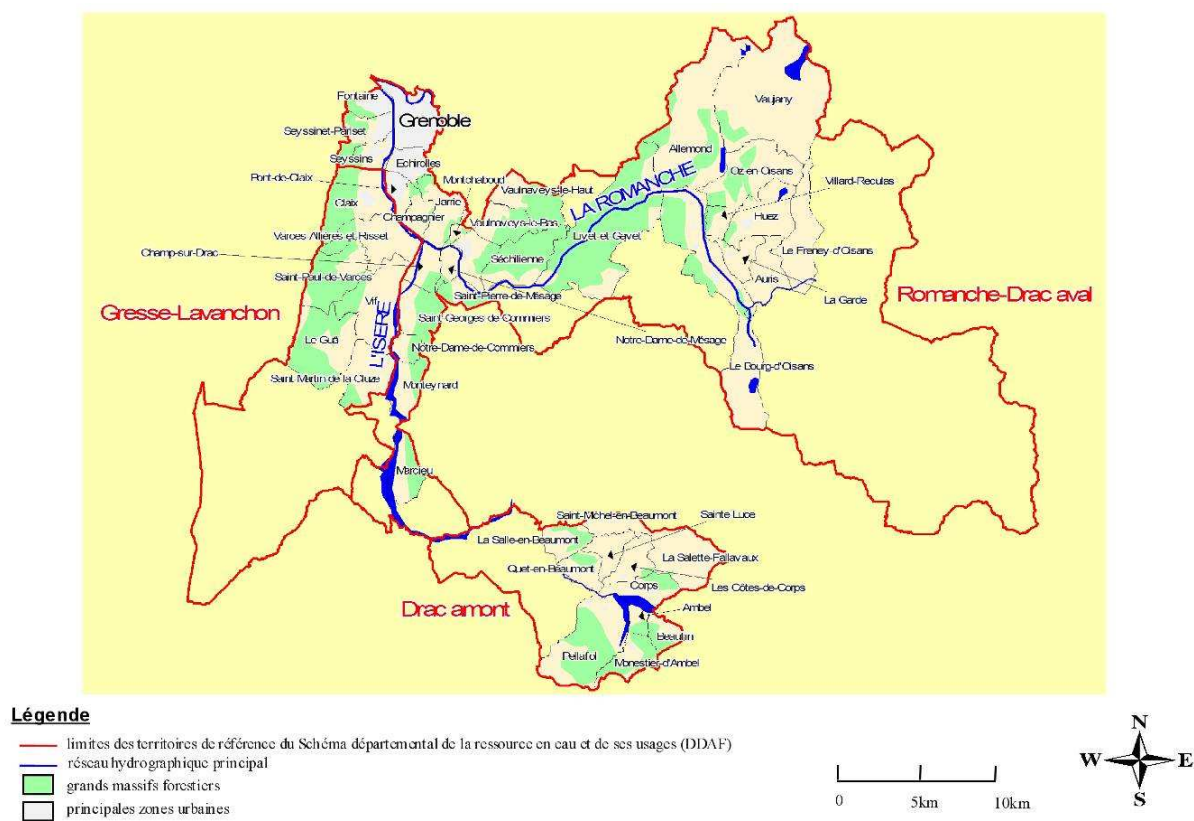 Vaujany
Fontaine
Grenoble
Seyssinet-Pariset
Allemond
Seyssins
Echirolles
Oz en Oisans
Pont-de-Claix
Montchaboud
Vaulnaveys-le-Haut
Villard-Reculas
LA ROMANCHE
Claix
Jarrie
Champagnier
Vaulnaveys-le-Bas
Huez
Varces Allières et Risset
Livet et Gavet
Champ-sur-Drac
Séchilienne
Le Freney-d'Oisans
Saint-Paul-de-Varces
Auris
Saint-Pierre-de-Mésage
La Garde
Romanche-Drac aval
Vif
Gresse-Lavanchon
Saint Georges de Commiers
L'ISERE
Le Gua
Notre-Dame-de-Commiers
Notre-Dame-de-Mésage
Le Bourg-d'Oisans
Saint Martin de la Cluze
Monteynard
Marcieu
Saint-Michel-en-Beaumont
Sainte Luce
La Salle-en-Beaumont
La Salette-Fallavaux
Quet-en-Beaumont
Corps
Les Côtes-de-Corps
Drac amont
Ambel
Beaufin
Pellafol
Monestier-d'Ambel
Légende
limites des territoires de référence du Schéma départemental de la ressource en eau et de ses usages (DDAF)
réseau hydrographique principal
grands massifs forestiers
principales zones urbaines
0 5km 10km
N
W E
S